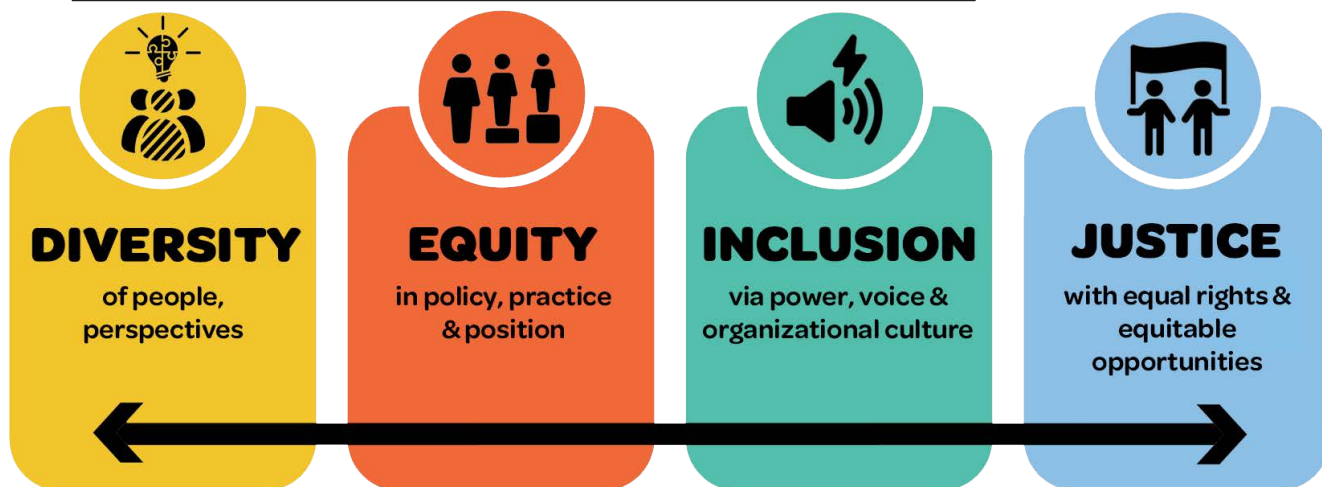 DIVERSITY
of people,
perspectives
EQUITY
in policy, practice
& position
INCLUSION
via power, voice &
organizational culture
JUSTICE
with equal rights &
equitable
opportunities